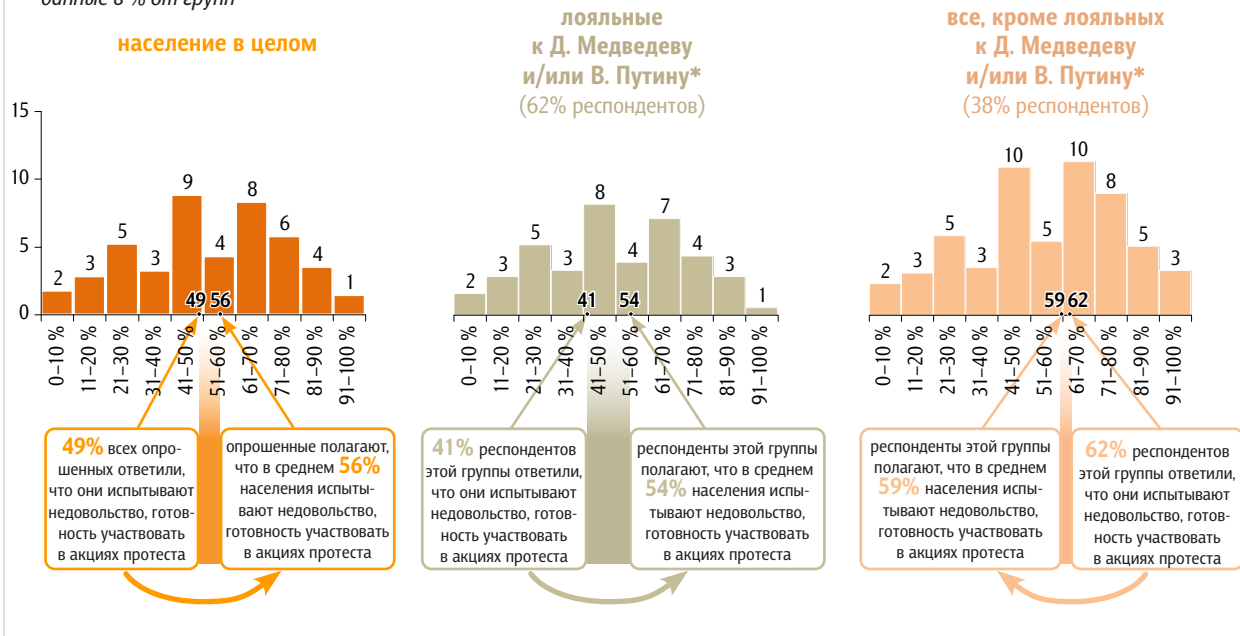 данные в % от групп
население в целом
15
10
5
0
2
3
5
3
9
4
8
6
4
1
49 56
0–10 %
11–20 %
21–30 %
31–40 %
41–50 %
51–60 %
61–70 %
71–80 %
81–90 %
91–100 %
49% всех опро-
шенных ответили,
что они испытывают
недовольство, готов-
ность участвовать
в акциях протеста
опрошенные полагают,
что в среднем 56%
населения испыты-
вают недовольство,
готовность участвовать
в акциях протеста
лояльные
к Д. Медведеву
и/или В. Путину*
(62% респондентов)
2
3
5
3
8
4
7
4
3
1
41
54
0–10 %
11–20 %
21–30 %
31–40 %
41–50 %
51–60 %
61–70 %
71–80 %
81–90 %
91–100 %
41% респондентов
этой группы ответили,
что они испытывают
недовольство, готов-
ность участвовать
в акциях протеста
респонденты этой группы
полагают, что в среднем
54% населения испы-
тывают недовольство,
готовность участвовать
в акциях протеста
все, кроме лояльных
к Д. Медведеву
и/или В. Путину*
(38% респондентов)
2
3
5
3
10
5
10
8
5
3
59 62
0–10 %
11–20 %
21–30 %
31–40 %
41–50 %
51–60 %
61–70 %
71–80 %
81–90 %
91–100 %
респонденты этой группы
полагают, что в среднем
59% населения испы-
тывают недовольство,
готовность участвовать
в акциях протеста
62% респондентов
этой группы ответили,
что они испытывают
недовольство, готов-
ность участвовать
в акциях протеста